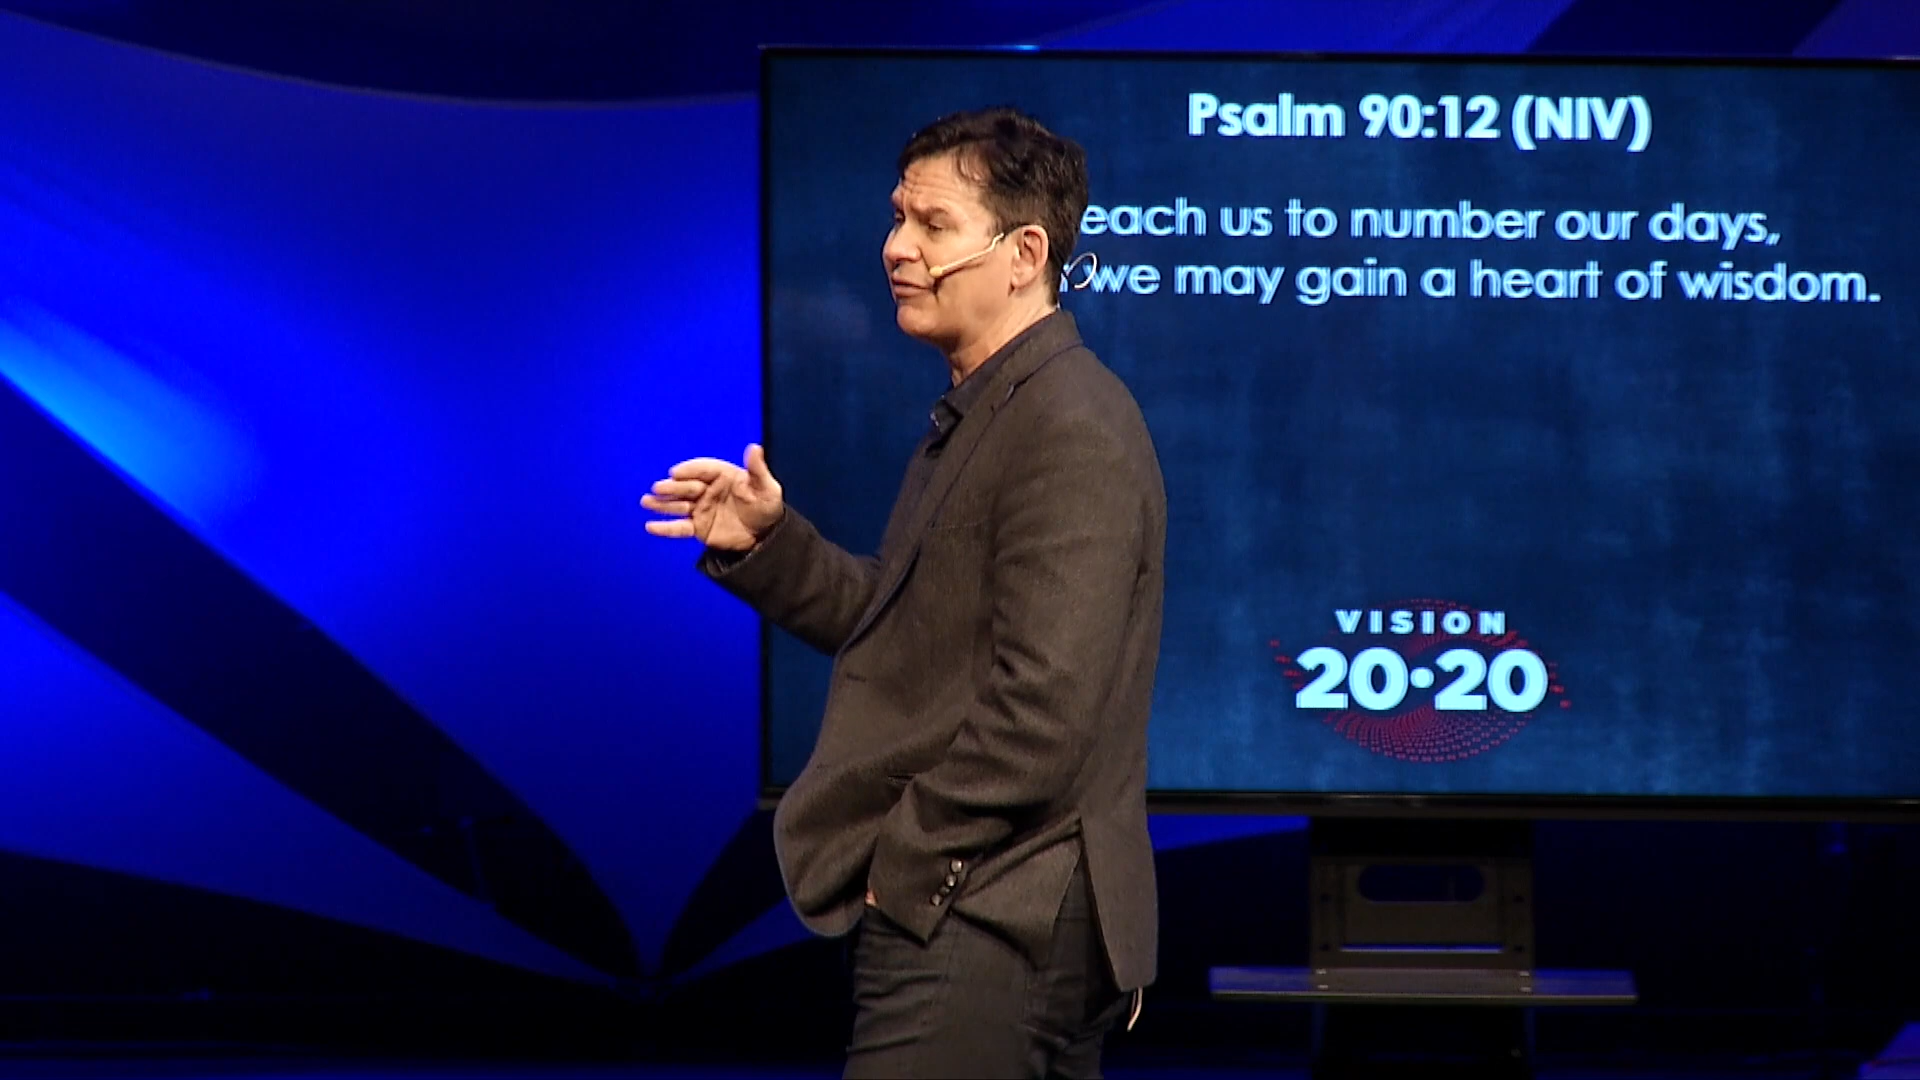 Psalm 90:12 (NIV)
each us to number our days,
we may gain a heart of wisdom.
VISION
20•20